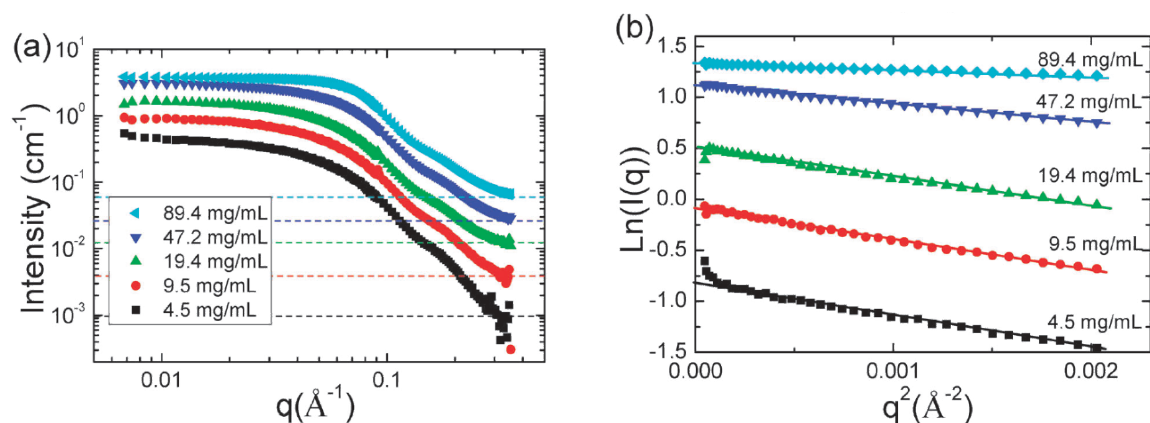 (a)
Intensity (cm⁻¹)
10¹
10⁰
10⁻¹
10⁻²
10⁻³
89.4 mg/mL
47.2 mg/mL
19.4 mg/mL
9.5 mg/mL
4.5 mg/mL
0.01
0.1
q(Å⁻¹)
(b)
Ln(I(q))
1.5
1.0
0.5
0.0
-0.5
-1.0
-1.5
89.4 mg/mL
47.2 mg/mL
19.4 mg/mL
9.5 mg/mL
4.5 mg/mL
0.000
0.001
0.002
q²(Å⁻²)